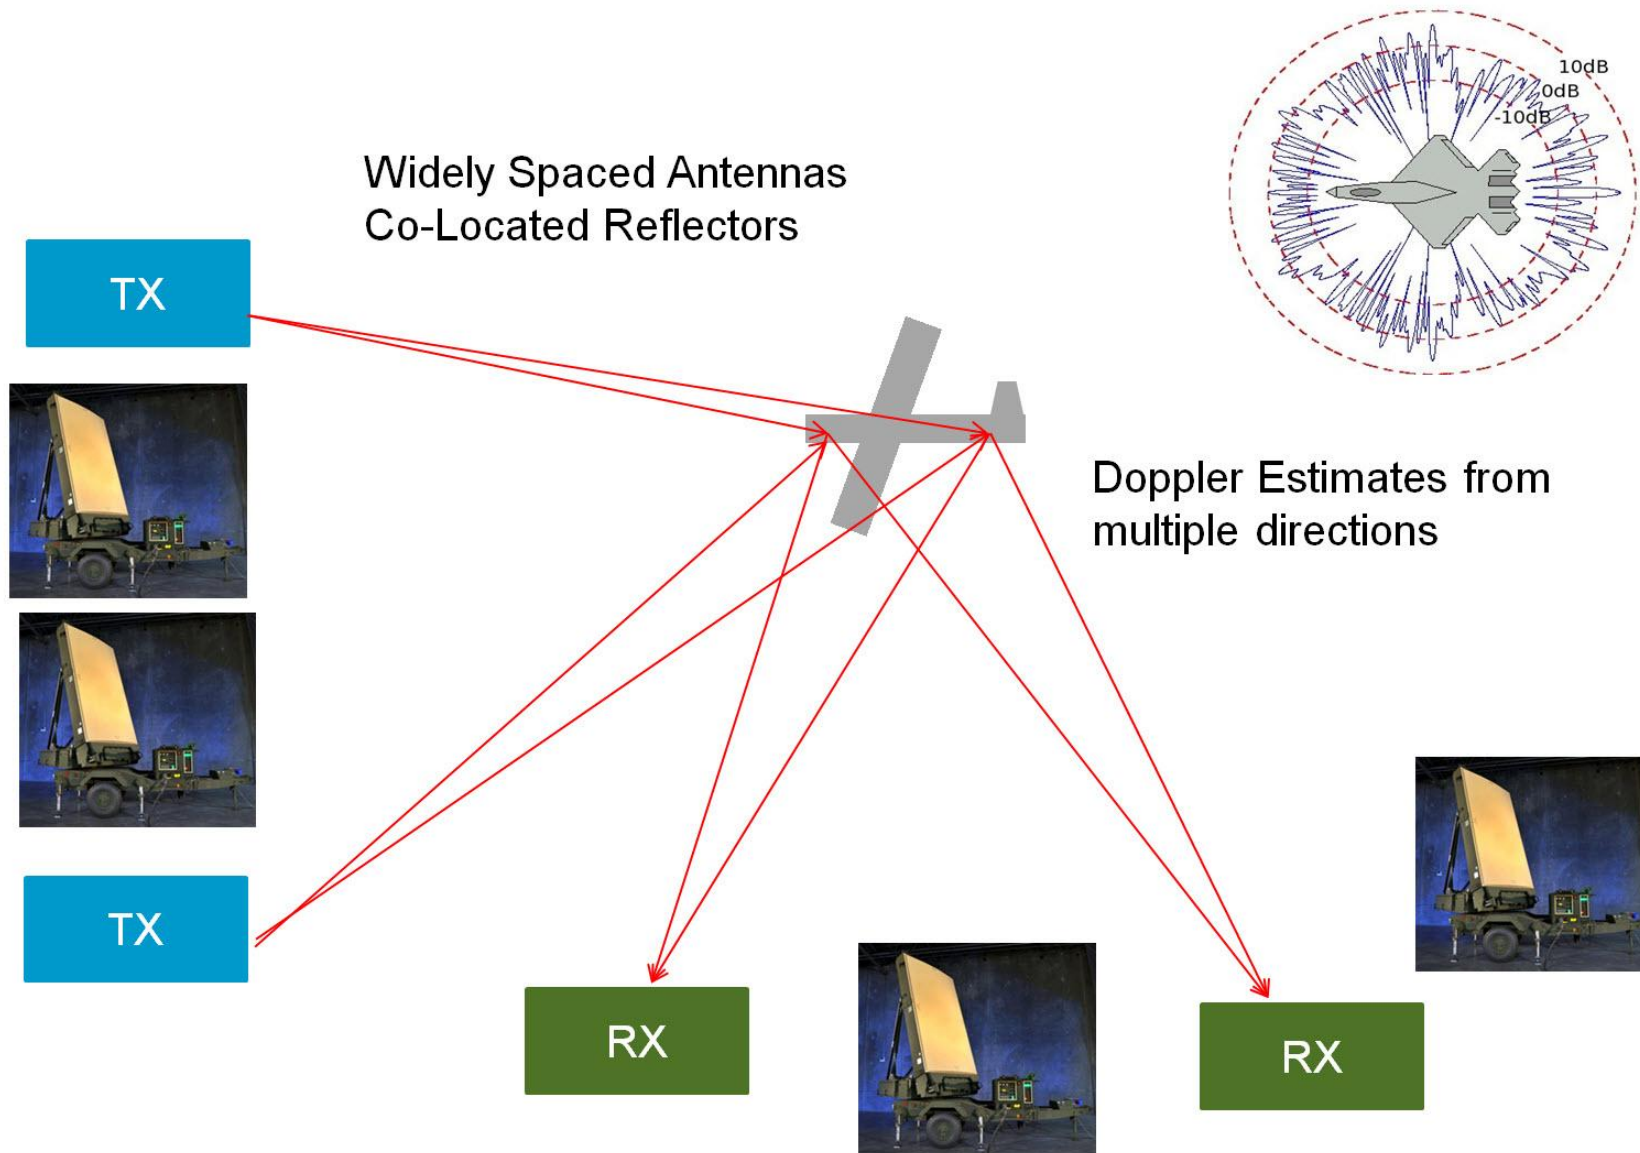 10dB
0dB
-10dB
Widely Spaced Antennas
Co-Located Reflectors
TX
Doppler Estimates from
multiple directions
TX
RX
RX